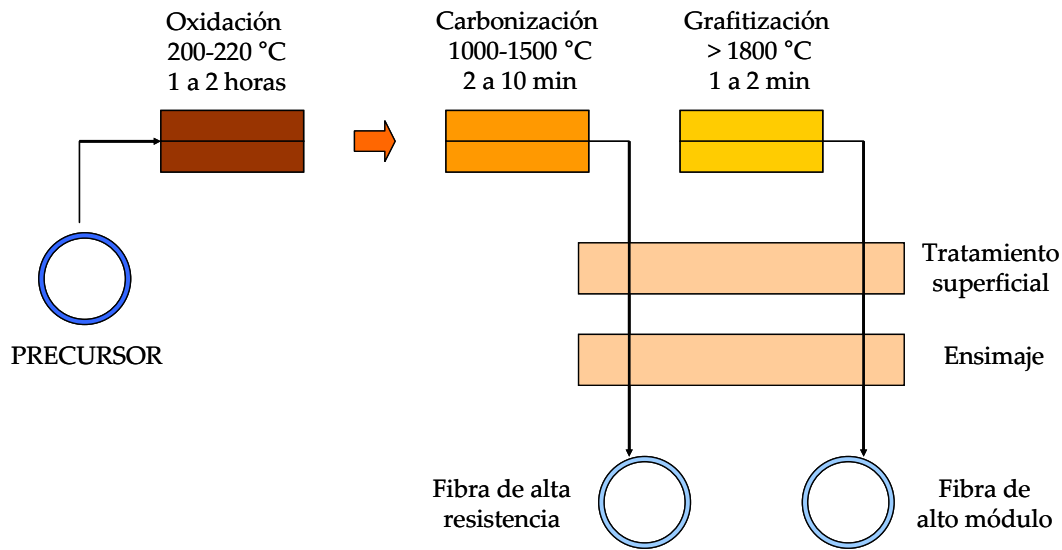 Oxidación
200-220 °C
1 a 2 horas
Carbonización
1000-1500 °C
2 a 10 min
Grafitización
> 1800 °C
1 a 2 min
PRECURSOR
Tratamiento
superficial
Ensimaje
Fibra de alta
resistencia
Fibra de
alto módulo